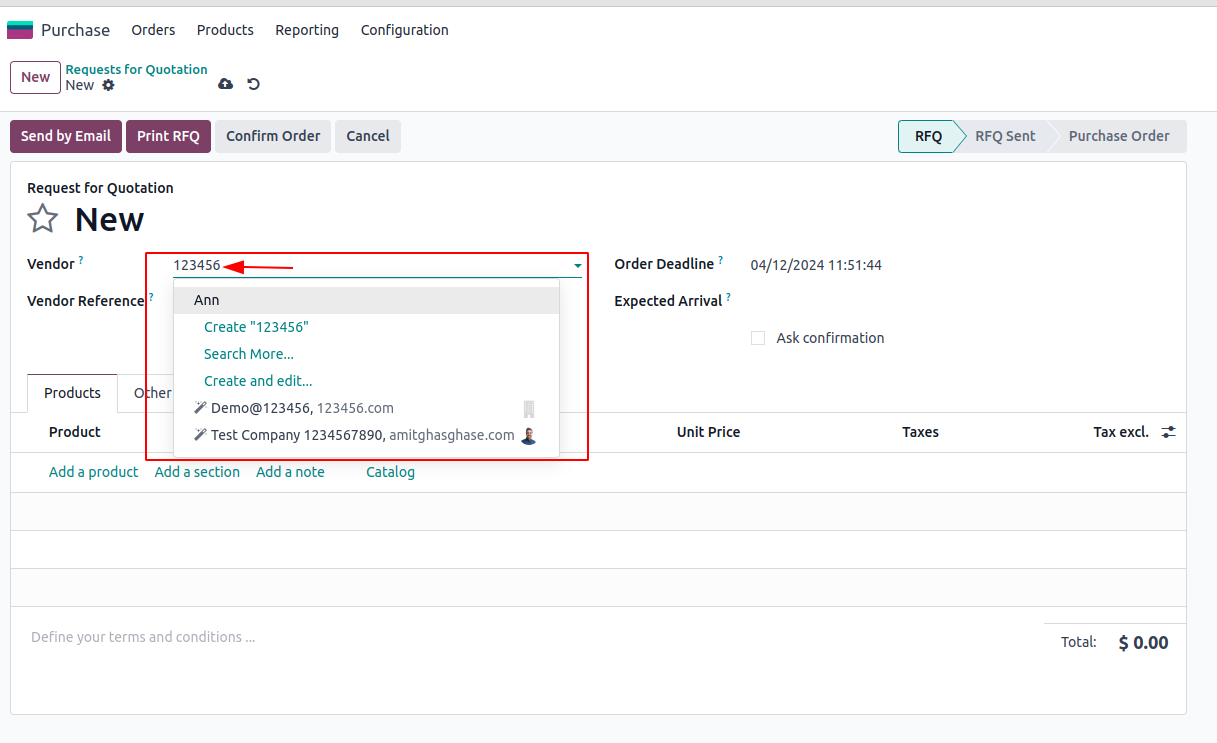 Purchase Orders Products Reporting Configuration
New Requests for Quotation
New
Send by Email Print RFQ Confirm Order Cancel RFQ RFQ Sent Purchase Order
Request for Quotation
New
Vendor ? 123456 Order Deadline ? 04/12/2024 11:51:44
Vendor Reference ? Ann Expected Arrival ?
Create "123456"
Search More... Ask confirmation
Create and edit...
Products Other
Demo@123456, 123456.com
Product Test Company 1234567890, amitghasghase.com Unit Price Taxes Tax excl.
Add a product Add a section Add a note Catalog
Define your terms and conditions ...
Total: $ 0.00